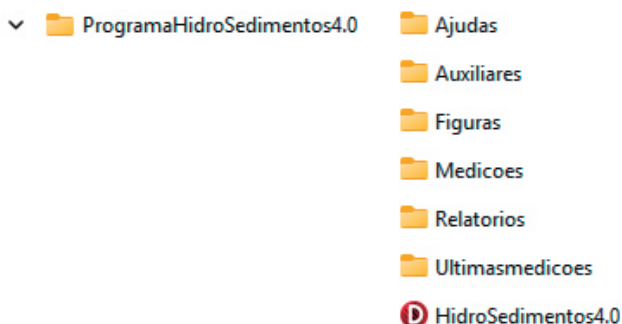 ProgramaHidroSedimentos4.0
Ajudas
Auxiliares
Figuras
Medicoes
Relatorios
Ultimasmedicoes
HidroSedimentos4.0